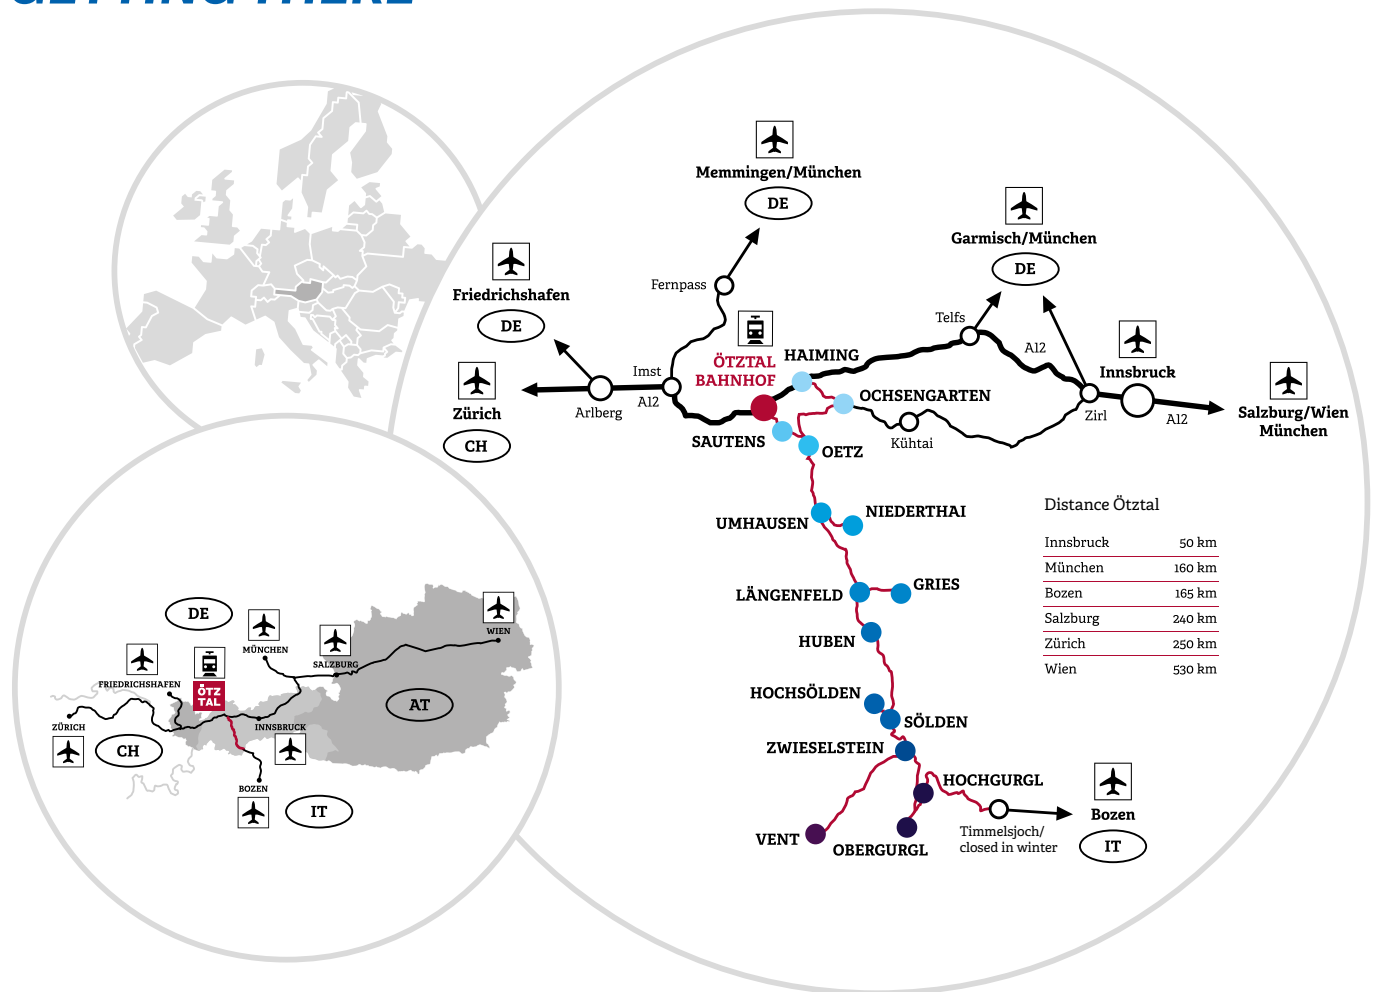 GETTING THERE
Memmingen/München
DE
Garmisch/München
DE
Friedrichshafen
DE
Fernpass
Telfs
A12
Innsbruck
ÖTZTAL
BAHNHOF
HAIMING
Imst
A12
Arlberg
Zürich
CH
OCHSENGARTEN
Zirl
A12
Salzburg/Wien
München
SAUTENS
OETZ
Kühtai
UMHAUSEN
NIEDERTHAI
Distance Ötztal
Innsbruck 50 km
München 160 km
Bozen 165 km
Salzburg 240 km
Zürich 250 km
Wien 530 km
LÄNGENFELD
GRIES
HUBEN
HOCHSÖLDEN
SÖLDEN
ZWIESELSTEIN
HOCHGURGL
VENT
OBERGURGL
Timmelsjoch/
closed in winter
Bozen
IT
DE
MÜNCHEN
SALZBURG
WIEN
FRIEDRICHSHAFEN
ÖTZ
TAL
AT
ZÜRICH
CH
INNSBRUCK
BOZEN
IT